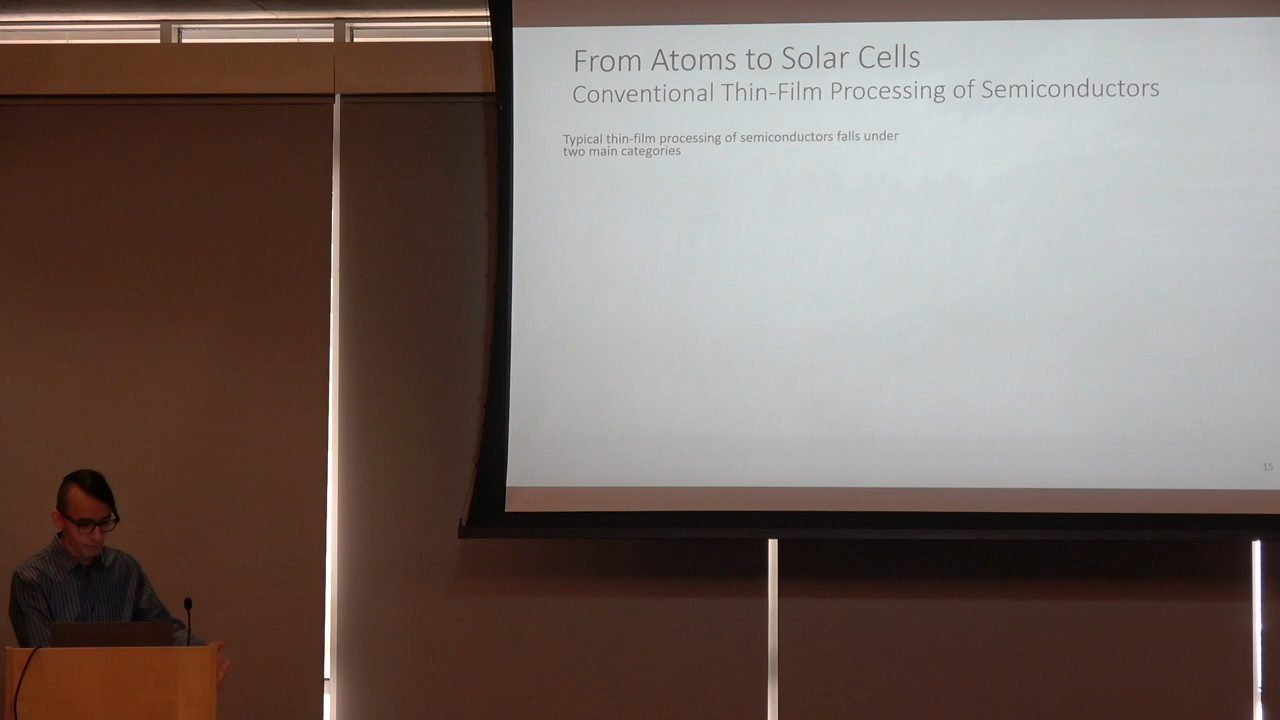 From Atoms to Solar Cells
Conventional Thin-Film Processing of Semiconductors
Typical thin-film processing of semiconductors falls under
two main categories
15